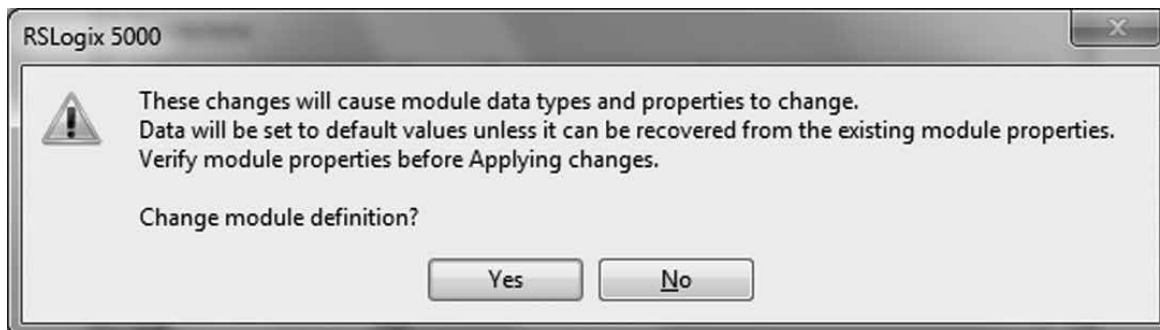 RSLogix 5000
These changes will cause module data types and properties to change.
Data will be set to default values unless it can be recovered from the existing module properties.
Verify module properties before Applying changes.
Change module definition?
Yes
No